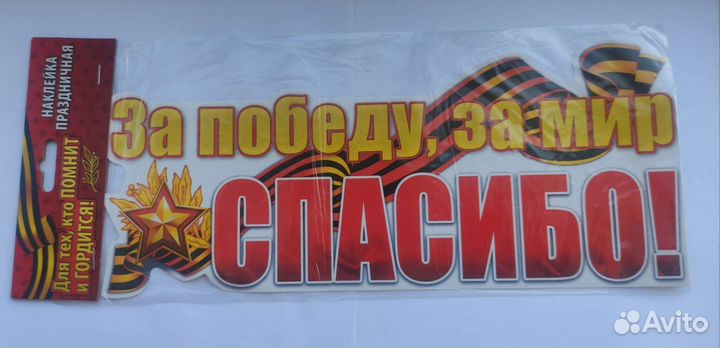 НАКЛЕЙКА
ПРАЗДНИЧНАЯ
Для тех, кто ПОМНИТ
и ГОРДИТСЯ!
За победу, за мир
СПАСИБО!
Avito